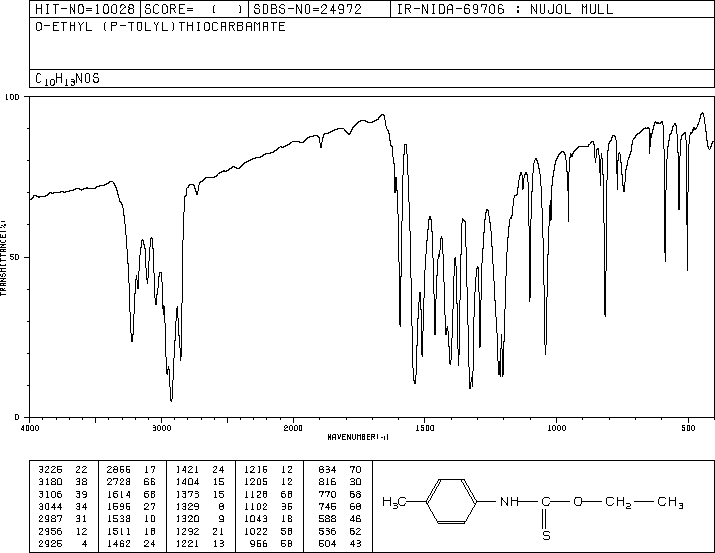 HIT-NO=10028 SCORE= ( ) SDBS-NO=24972 IR-NIDA-69706 : NUJOL MULL
O-ETHYL (P-TOLYL)THIOCARBAMATE
C10H13NOS
100
TRANSMITTANCE(%)
50
0
4000 3000 2000 1500 1000 500
WAVENUMBER(-1)
3225 22 2866 17 1421 24 1216 12 834 70
3180 38 2728 66 1404 15 1205 12 816 30
3106 39 1614 66 1373 15 1128 68 770 68
3044 34 1596 27 1329 8 1102 35 745 68
2987 31 1538 10 1320 9 1043 18 588 46
2956 12 1511 18 1292 21 1022 58 536 62
2925 4 1462 24 1221 13 956 58 504 43
H3C NH C O CH2 CH3
S